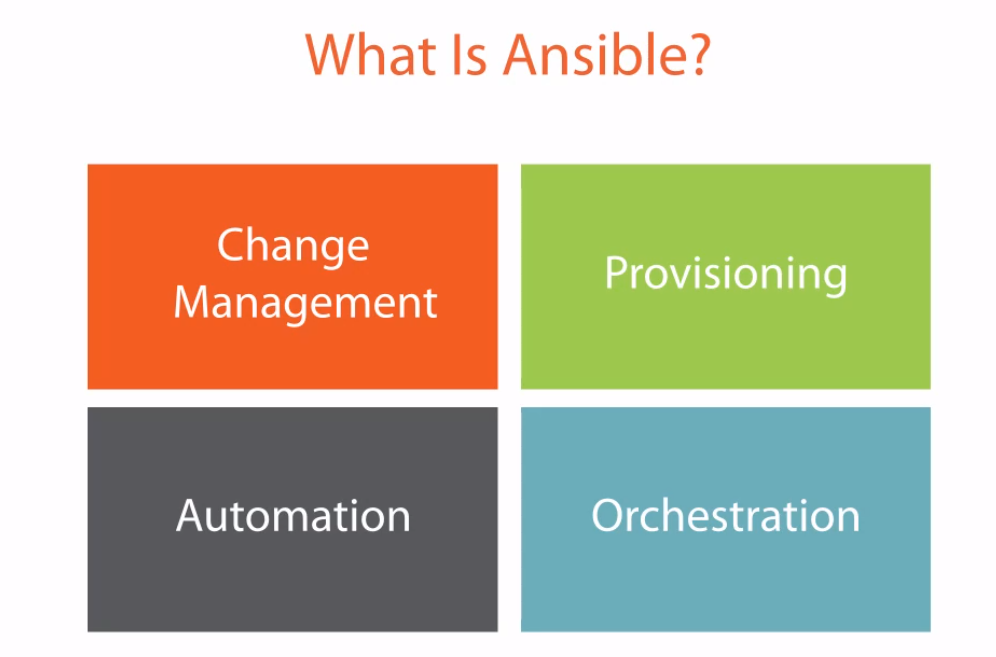 What Is Ansible?
Change
Management
Provisioning
Automation
Orchestration